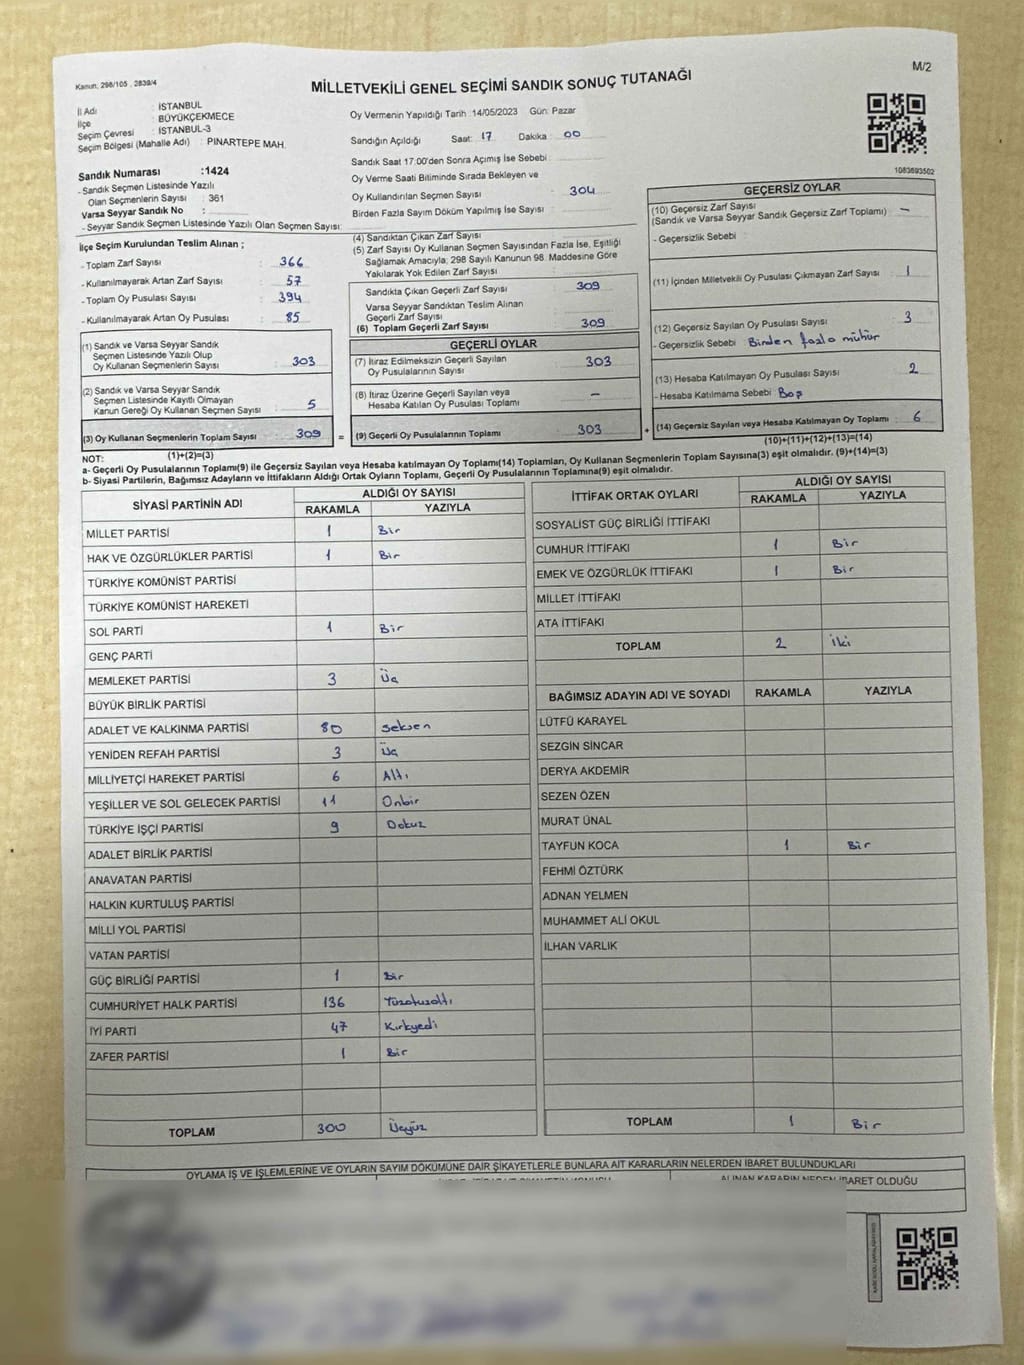 Kanun: 298/105 , 2839/4
M/2
MİLLETVEKİLİ GENEL SEÇİMİ SANDIK SONUÇ TUTANAĞI
İl Adı : İSTANBUL
İlçe : BÜYÜKÇEKMECE
Seçim Çevresi : İSTANBUL-3
Seçim Bölgesi (Mahalle Adı) : PINARTEPE MAH.
Sandık Numarası :1424
- Sandık Seçmen Listesinde Yazılı
Olan Seçmenlerin Sayısı : 361
Varsa Seyyar Sandık No :
- Seyyar Sandık Seçmen Listesinde Yazılı Olan Seçmen Sayısı:
Oy Vermenin Yapıldığı Tarih :14/05/2023 Gün: Pazar
Sandığın Açıldığı Saat: 17 Dakika : 00
Sandık Saat 17:00'den Sonra Açımış İse Sebebi :
Oy Verme Saati Bitiminde Sırada Bekleyen ve
Oy Kullandırılan Seçmen Sayısı : 304
Birden Fazla Sayım Döküm Yapılmış İse Sayısı :
1083693502
İlçe Seçim Kurulundan Teslim Alınan ;
- Toplam Zarf Sayısı : 366
- Kullanılmayarak Artan Zarf Sayısı : 57
- Toplam Oy Pusulası Sayısı : 394
- Kullanılmayarak Artan Oy Pusulası : 85
(4) Sandıktan Çıkan Zarf Sayısı :
(5) Zarf Sayısı Oy Kullanan Seçmen Sayısından Fazla İse, Eşitliği
Sağlamak Amacıyla; 298 Sayılı Kanunun 98. Maddesine Göre
Yakılarak Yok Edilen Zarf Sayısı :
Sandıkta Çıkan Geçerli Zarf Sayısı : 309
Varsa Seyyar Sandıktan Teslim Alınan
Geçerli Zarf Sayısı :
(6) Toplam Geçerli Zarf Sayısı : 309
GEÇERSİZ OYLAR
(10) Geçersiz Zarf Sayısı : —
(Sandık ve Varsa Seyyar Sandık Geçersiz Zarf Toplamı)
- Geçersizlik Sebebi :
(11) İçinden Milletvekili Oy Pusulası Çıkmayan Zarf Sayısı : 1
(12) Geçersiz Sayılan Oy Pusulası Sayısı : 3
- Geçersizlik Sebebi : Birden fazla mühür
(13) Hesaba Katılmayan Oy Pusulası Sayısı : 2
- Hesaba Katılmama Sebebi : Boş
(14) Geçersiz Sayılan veya Hesaba Katılmayan Oy Toplamı : 6
(10)+(11)+(12)+(13)=(14)
(1) Sandık ve Varsa Seyyar Sandık
Seçmen Listesinde Yazılı Olup
Oy Kullanan Seçmenlerin Sayısı : 303
(2) Sandık ve Varsa Seyyar Sandık
Seçmen Listesinde Kayıtlı Olmayan
Kanun Gereği Oy Kullanan Seçmen Sayısı : 5
(3) Oy Kullanan Seçmenlerin Toplam Sayısı : 309 =
(1)+(2)=(3)
GEÇERLİ OYLAR
(7) İtiraz Edilmeksizin Geçerli Sayılan
Oy Pusulalarının Sayısı : 303
(8) İtiraz Üzerine Geçerli Sayılan veya
Hesaba Katılan Oy Pusulası Toplamı : —
(9) Geçerli Oy Pusulalarının Toplamı : 303 +
NOT:
a- Geçerli Oy Pusulalarının Toplamı(9) ile Geçersiz Sayılan veya Hesaba katılmayan Oy Toplamı(14) Toplamları, Oy Kullanan Seçmenlerin Toplam Sayısına(3) eşit olmalıdır. (9)+(14)=(3)
b- Siyasi Partilerin, Bağımsız Adayların ve İttifakların Aldığı Ortak Oyların Toplamı, Geçerli Oy Pusulalarının Toplamına(9) eşit olmalıdır.
SİYASİ PARTİNİN ADI ALDIĞI OY SAYISI
RAKAMLA YAZIYLA
MİLLET PARTİSİ 1 Bir
HAK VE ÖZGÜRLÜKLER PARTİSİ 1 Bir
TÜRKİYE KOMÜNİST PARTİSİ
TÜRKİYE KOMÜNİST HAREKETİ
SOL PARTİ 1 Bir
GENÇ PARTİ
MEMLEKET PARTİSİ 3 Üç
BÜYÜK BİRLİK PARTİSİ
ADALET VE KALKINMA PARTİSİ 80 Seksen
YENİDEN REFAH PARTİSİ 3 Üç
MİLLİYETÇİ HAREKET PARTİSİ 6 Altı
YEŞİLLER VE SOL GELECEK PARTİSİ 11 Onbir
TÜRKİYE İŞÇİ PARTİSİ 9 Dokuz
ADALET BİRLİK PARTİSİ
ANAVATAN PARTİSİ
HALKIN KURTULUŞ PARTİSİ
MİLLİ YOL PARTİSİ
VATAN PARTİSİ
GÜÇ BİRLİĞİ PARTİSİ 1 Bir
CUMHURİYET HALK PARTİSİ 136 Yüzotuzaltı
İYİ PARTİ 47 Kırkyedi
ZAFER PARTİSİ 1 Bir
TOPLAM 300 Üçyüz
İTTİFAK ORTAK OYLARI ALDIĞI OY SAYISI
RAKAMLA YAZIYLA
SOSYALİST GÜÇ BİRLİĞİ İTTİFAKI
CUMHUR İTTİFAKI 1 Bir
EMEK VE ÖZGÜRLÜK İTTİFAKI 1 Bir
MİLLET İTTİFAKI
ATA İTTİFAKI
TOPLAM 2 İki
BAĞIMSIZ ADAYIN ADI VE SOYADI RAKAMLA YAZIYLA
LÜTFÜ KARAYEL
SEZGİN SİNCAR
DERYA AKDEMİR
SEZEN ÖZEN
MURAT ÜNAL
TAYFUN KOCA 1 Bir
FEHMİ ÖZTÜRK
ADNAN YELMEN
MUHAMMET ALİ OKUL
İLHAN VARLIK
TOPLAM 1 Bir
OYLAMA İŞ VE İŞLEMLERİNE VE OYLARIN SAYIM DÖKÜMÜNE DAİR ŞİKAYETLERLE BUNLARA AİT KARARLARIN NELERDEN İBARET BULUNDUKLARI
ALINAN KARARIN NEDEN İBARET OLDUĞU